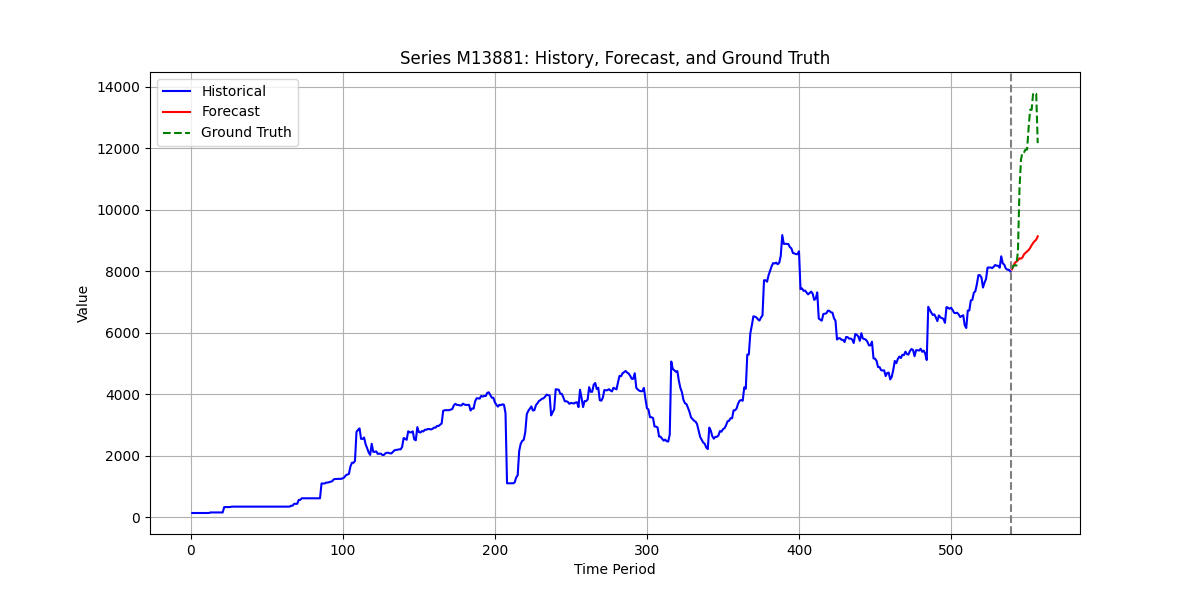 Series M13881: History, Forecast, and Ground Truth
Historical
Forecast
Ground Truth
14000
12000
10000
8000
6000
4000
2000
0
Value
0 100 200 300 400 500
Time Period